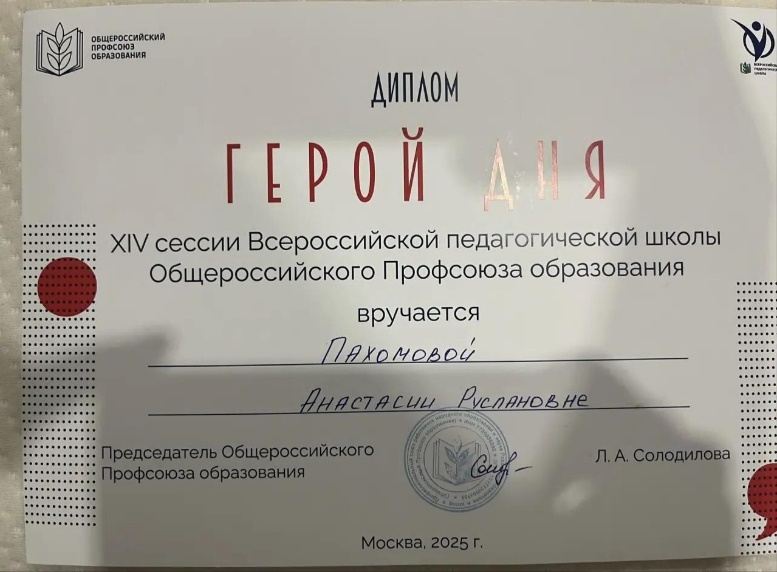 ОБЩЕРОССИЙСКИЙ
ПРОФСОЮЗ
ОБРАЗОВАНИЯ
ДИПЛОМ
ГЕРОЙ ДНЯ
XIV сессии Всероссийской педагогической школы
Общероссийского Профсоюза образования
вручается
ПАХОМОВОЙ
АНАСТАСИИ РУСЛАНОВНЕ
Председатель Общероссийского
Профсоюза образования
Л. А. Солодилова
Москва, 2025 г.